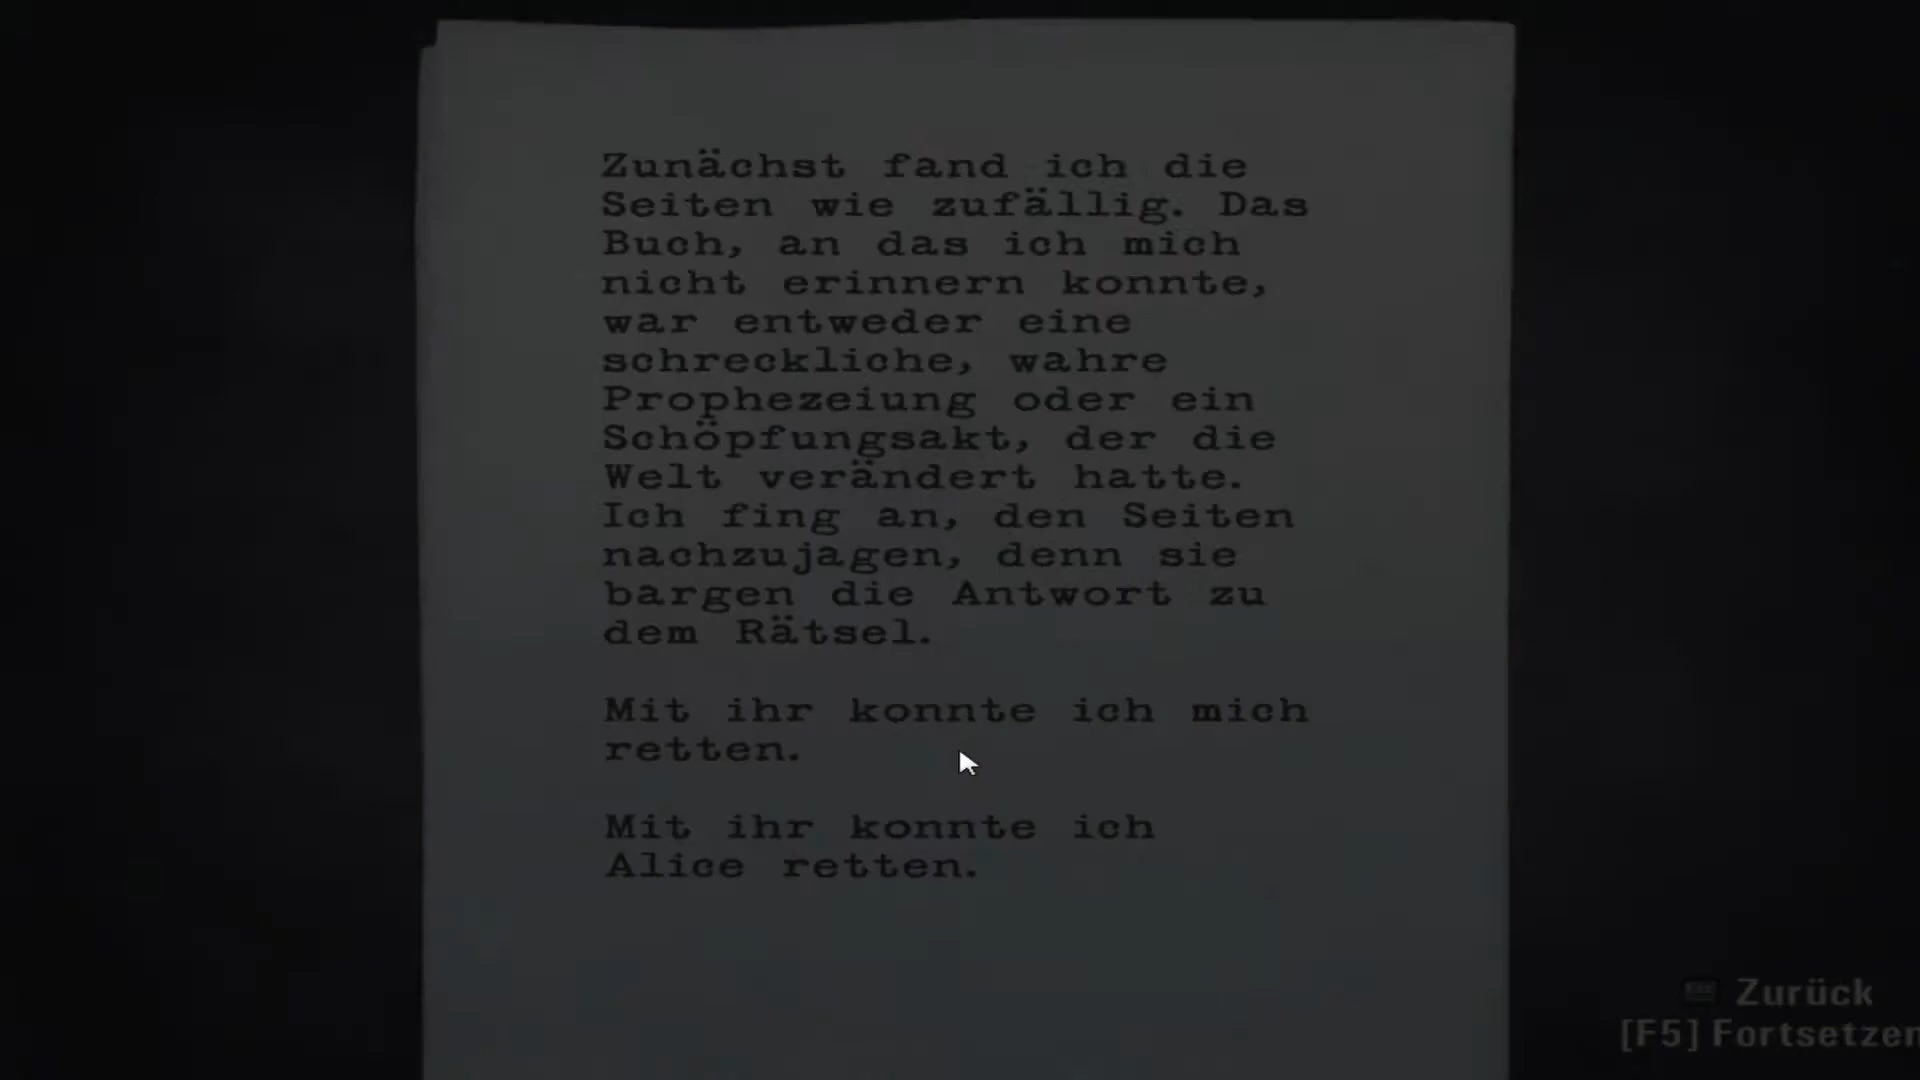 Zunächst fand ich die
Seiten wie zufällig. Das
Buch, an das ich mich
nicht erinnern konnte,
war entweder eine
schreckliche, wahre
Prophezeiung oder ein
Schöpfungsakt, der die
Welt verändert hatte.
Ich fing an, den Seiten
nachzujagen, denn sie
bargen die Antwort zu
dem Rätsel.
Mit ihr konnte ich mich
retten.
Mit ihr konnte ich
Alice retten.
Zurück
[F5] Fortsetzen